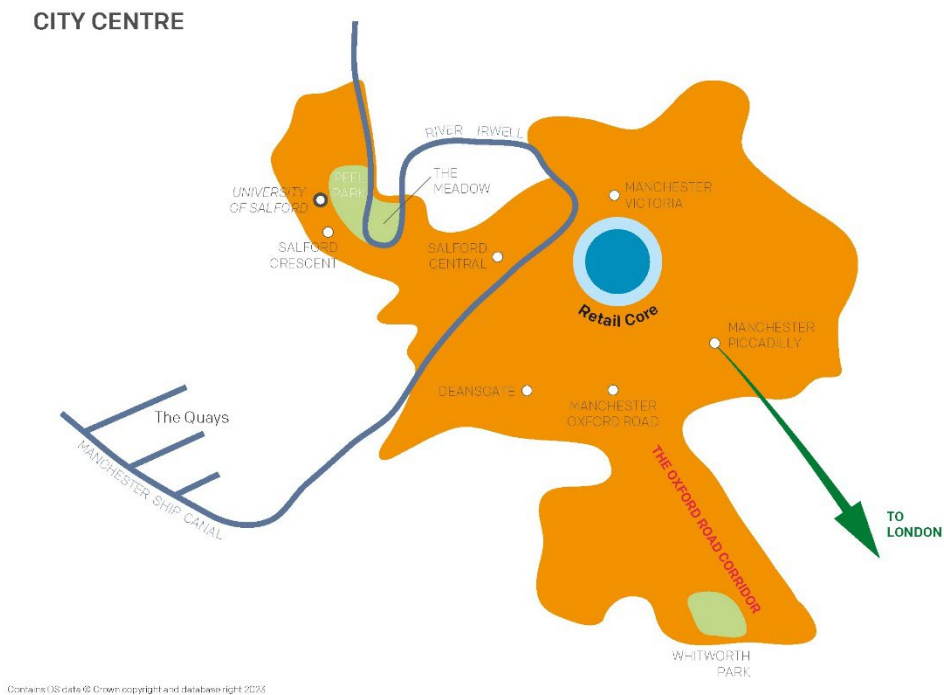 CITY CENTRE
RIVER IRWELL
PEEL
PARK
THE
MEADOW
UNIVERSITY
OF SALFORD
MANCHESTER
VICTORIA
SALFORD
CRESCENT
SALFORD
CENTRAL
Retail Core
MANCHESTER
PICCADILLY
DEANSGATE
MANCHESTER
OXFORD ROAD
The Quays
MANCHESTER SHIP CANAL
THE OXFORD ROAD CORRIDOR
TO
LONDON
WHITWORTH
PARK
Contains OS data © Crown copyright and database right 2023